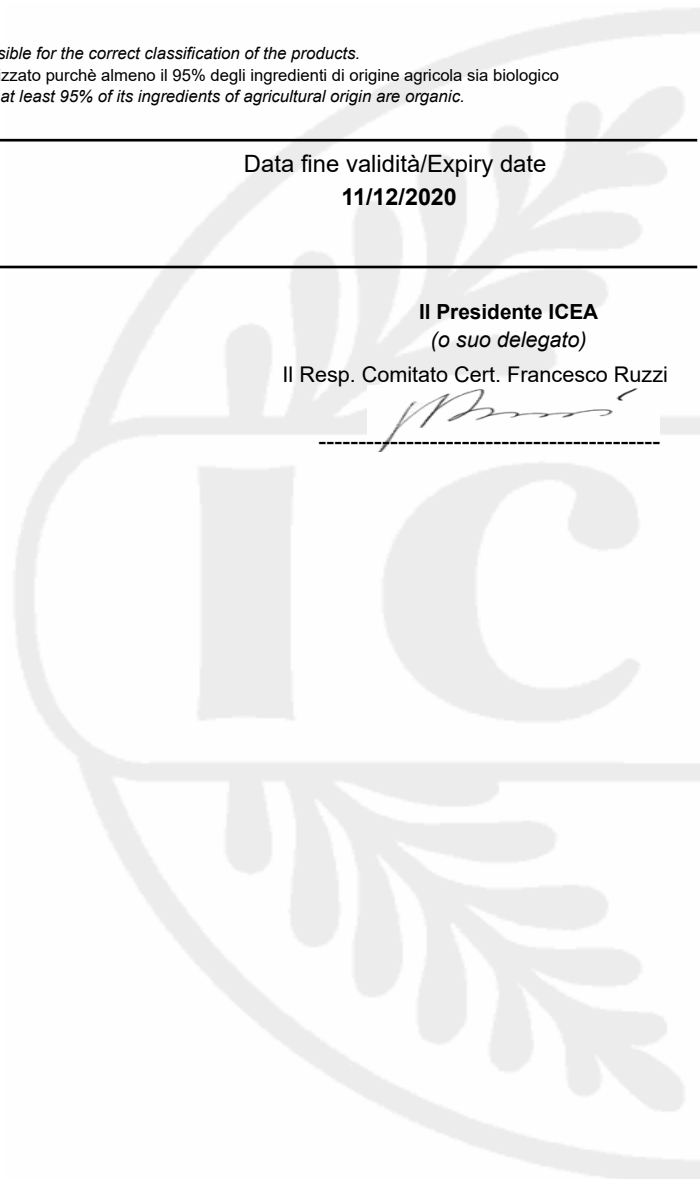 sible for the correct classification of the products.
izzato purchè almeno il 95% degli ingredienti di origine agricola sia biologico
at least 95% of its ingredients of agricultural origin are organic.
Data fine validità/Expiry date
11/12/2020
Il Presidente ICEA
(o suo delegato)
Il Resp. Comitato Cert. Francesco Ruzzi
IC